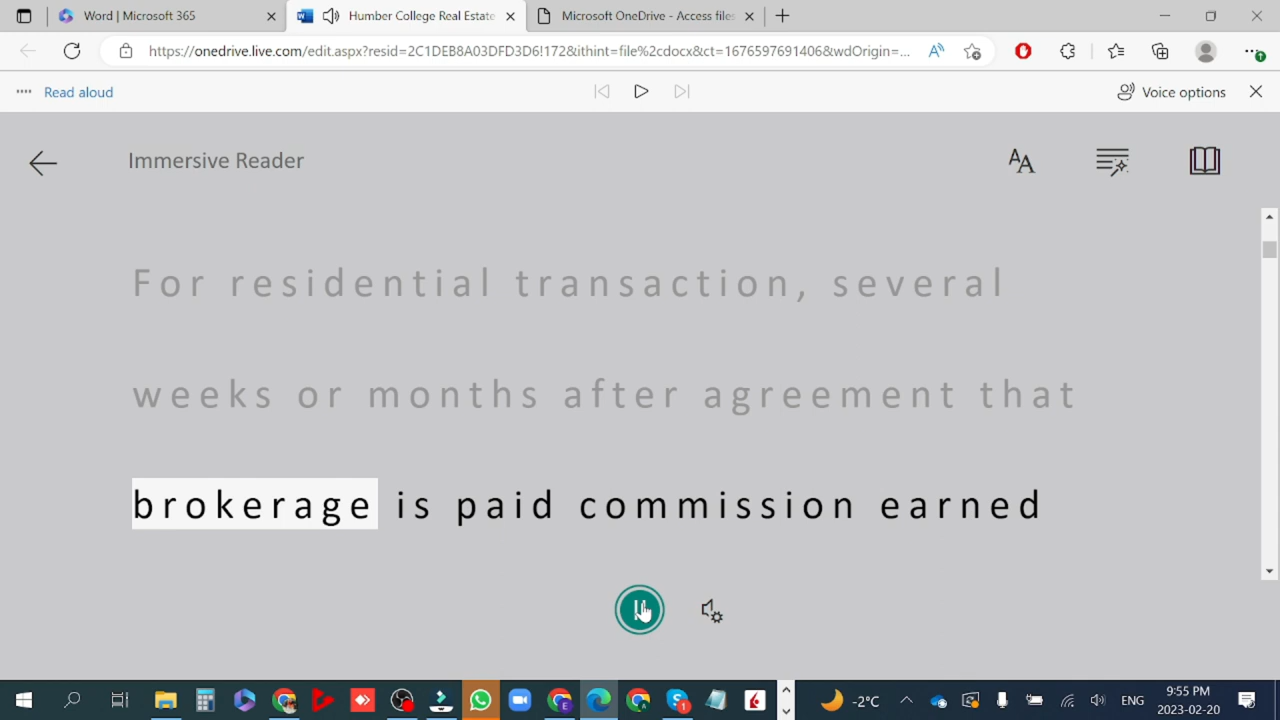 Word | Microsoft 365
Humber College Real Estate
Microsoft OneDrive - Access files
https://onedrive.live.com/edit.aspx?resid=2C1DEB8A03DFD3D6!172&ithint=file%2cdocx&ct=1676597691406&wdOrigin=...
Read aloud
Voice options
Immersive Reader
For residential transaction, several
weeks or months after agreement that
brokerage is paid commission earned
-2°C
ENG
9:55 PM
2023-02-20